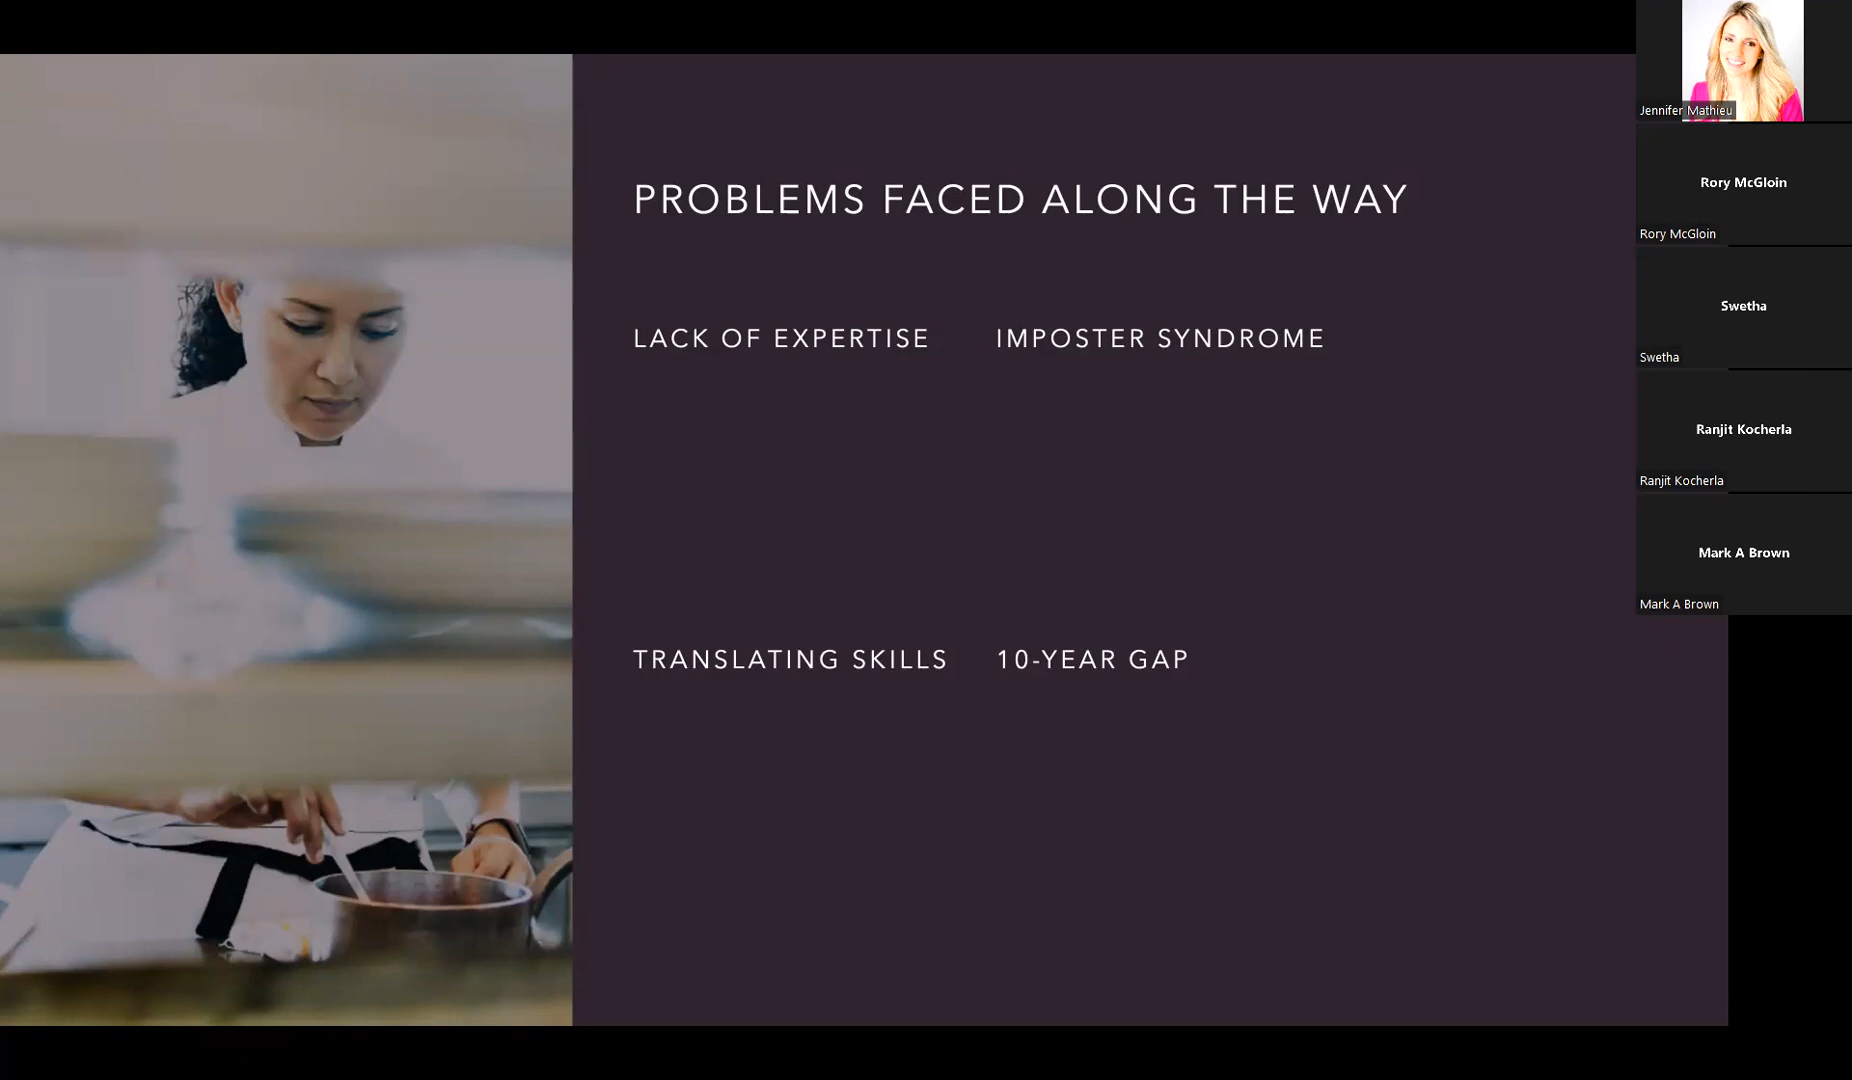 PROBLEMS FACED ALONG THE WAY
LACK OF EXPERTISE
IMPOSTER SYNDROME
TRANSLATING SKILLS
10-YEAR GAP
Jennifer Mathieu
Rory McGloin
Rory McGloin
Swetha
Swetha
Ranjit Kocherla
Ranjit Kocherla
Mark A Brown
Mark A Brown